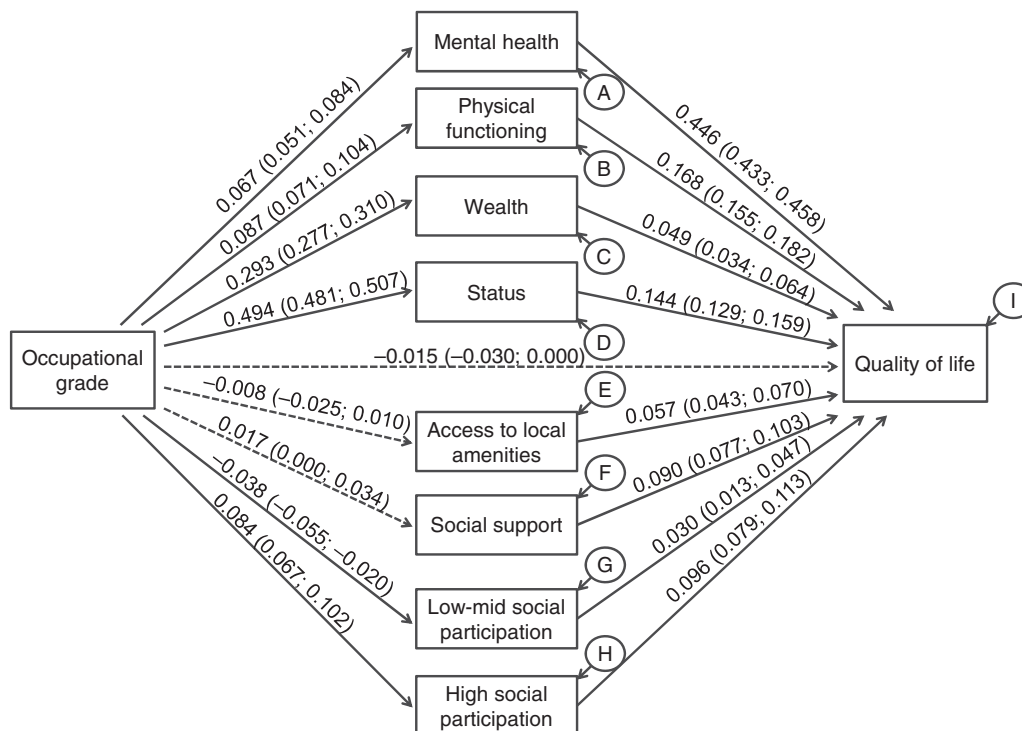 Mental health
A
Physical
functioning
B
Wealth
C
Status
D
Occupational
grade
Quality of life
I
E
Access to local
amenities
F
Social support
G
Low-mid social
participation
H
High social
participation
0.067 (0.051; 0.084)
0.087 (0.071; 0.104)
0.293 (0.277; 0.310)
0.494 (0.481; 0.507)
–0.015 (–0.030; 0.000)
–0.008 (–0.025; 0.010)
0.017 (0.000; 0.034)
–0.038 (–0.055; –0.020)
0.084 (0.067; 0.102)
0.446 (0.433; 0.458)
0.168 (0.155; 0.182)
0.049 (0.034; 0.064)
0.144 (0.129; 0.159)
0.057 (0.043; 0.070)
0.090 (0.077; 0.103)
0.030 (0.013; 0.047)
0.096 (0.079; 0.113)